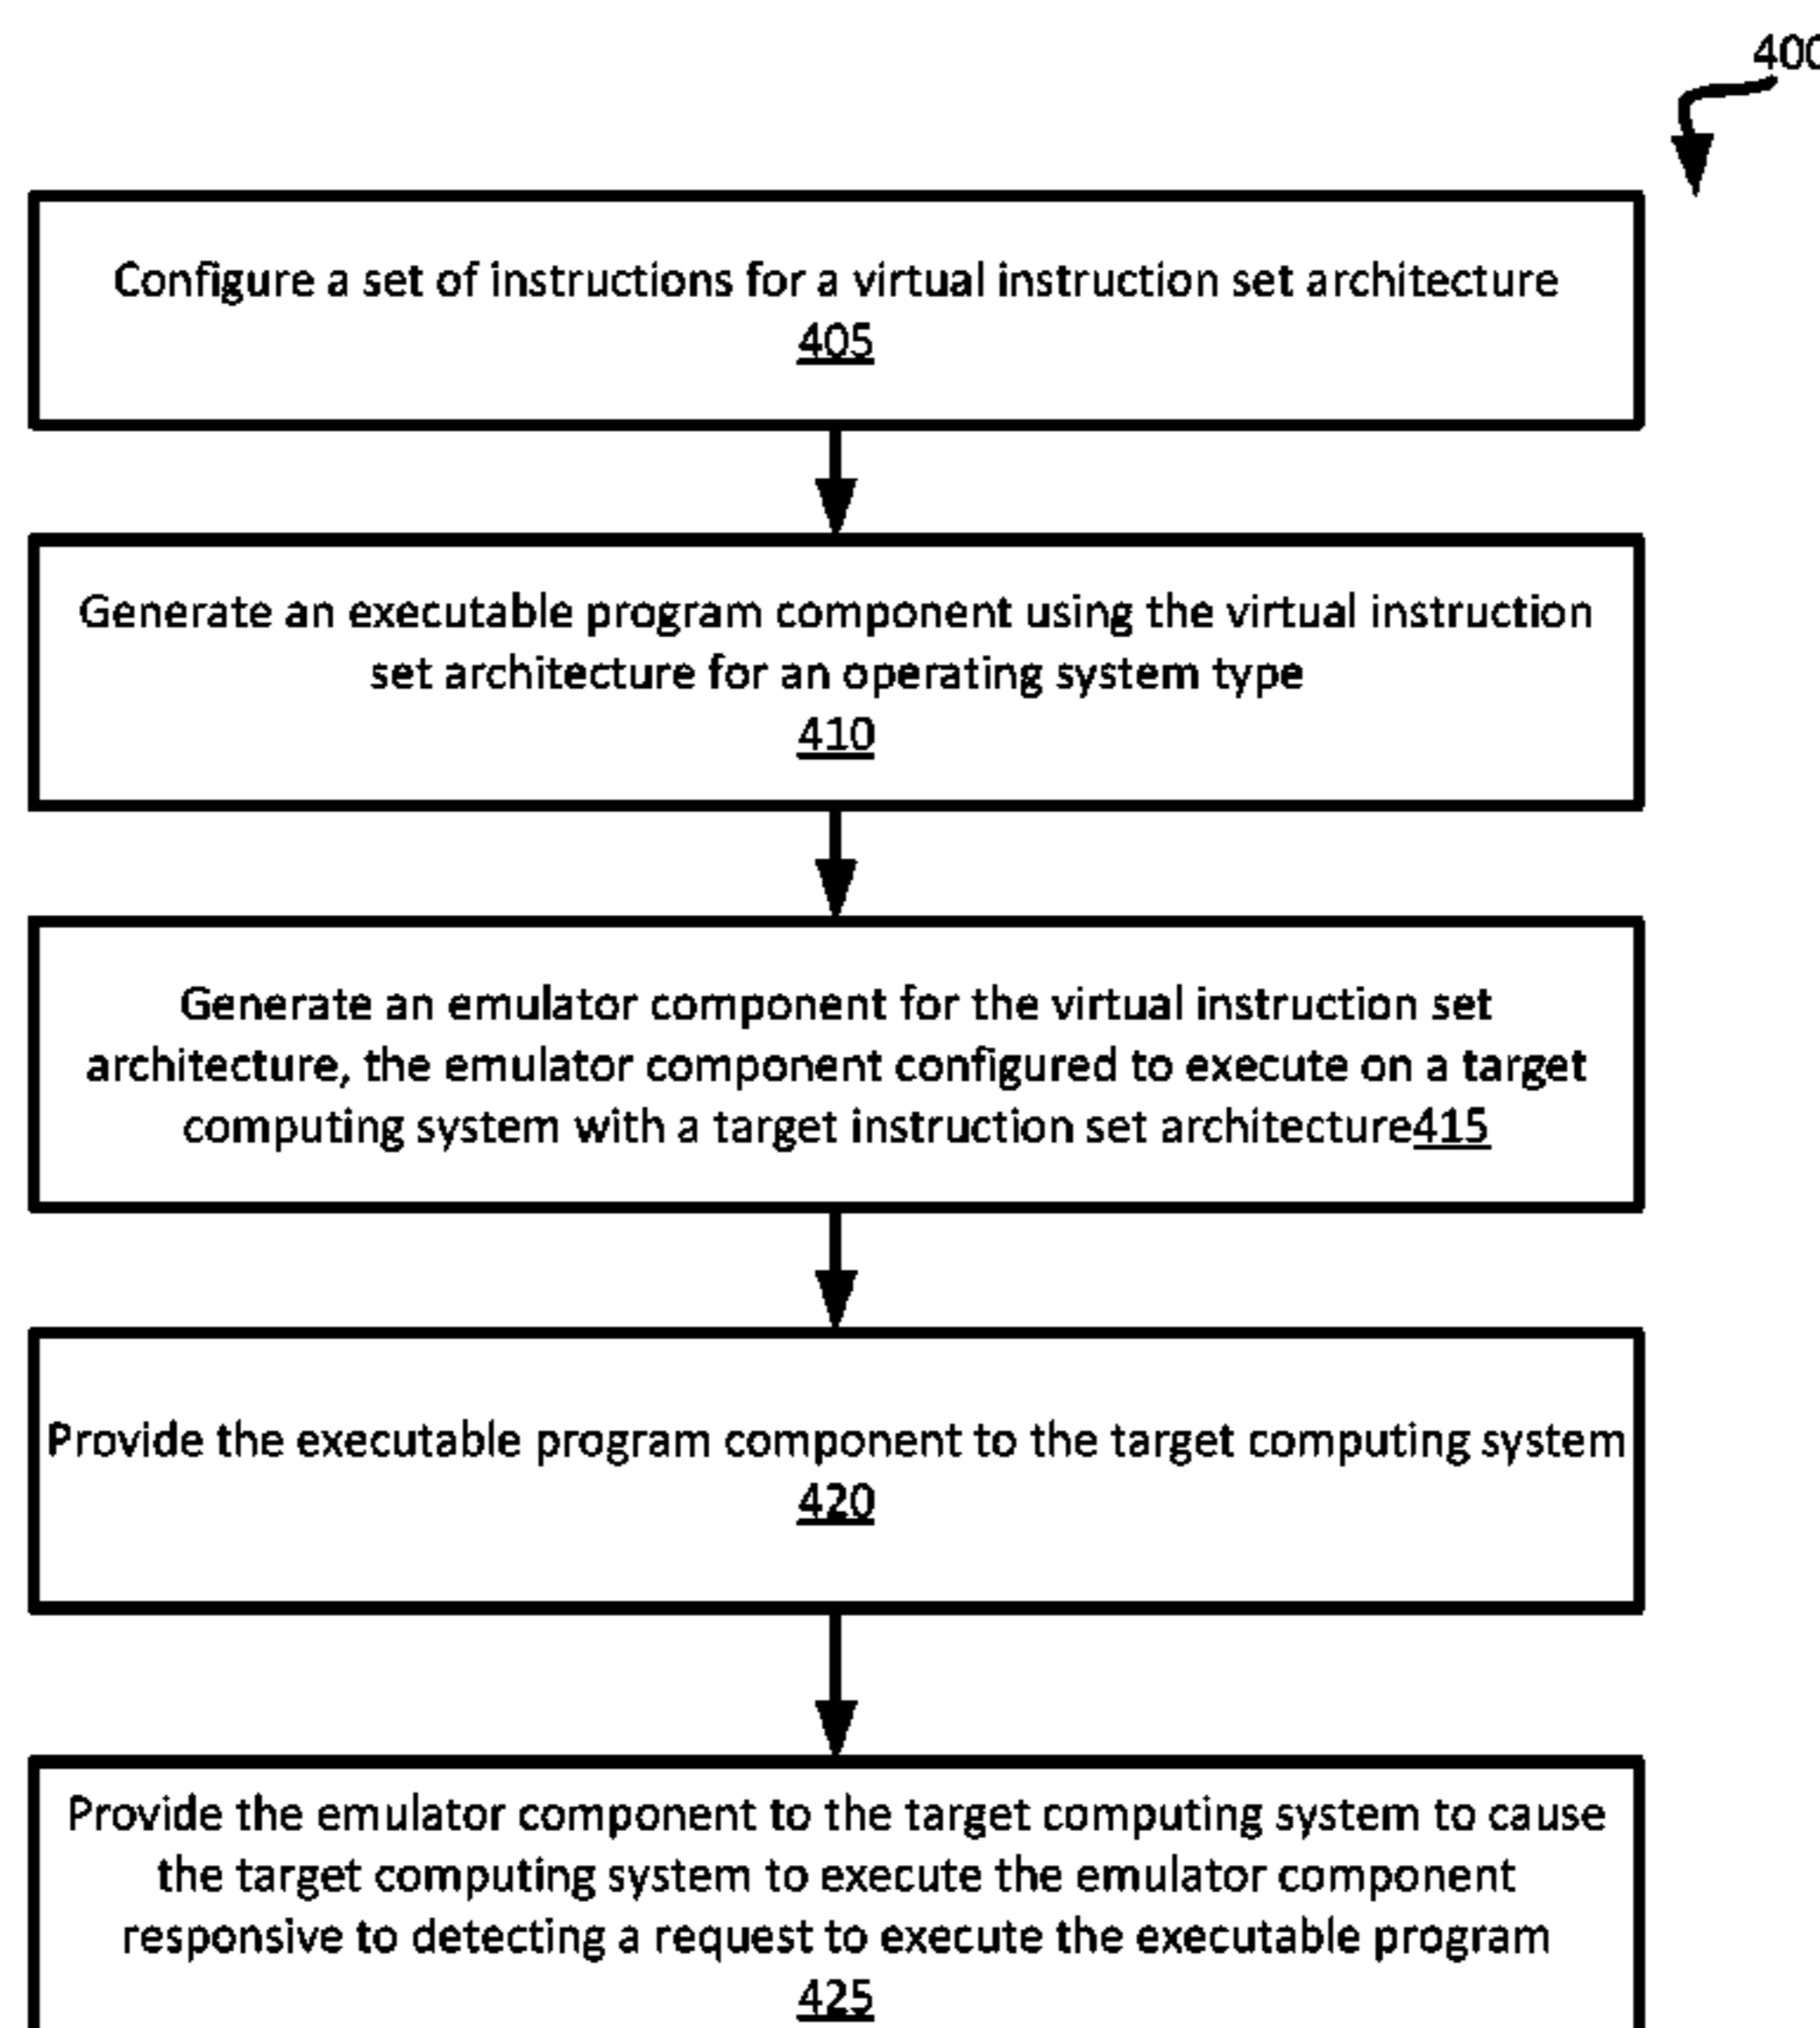 400
Configure a set of instructions for a virtual instruction set architecture
405
Generate an executable program component using the virtual instruction
set architecture for an operating system type
410
Generate an emulator component for the virtual instruction set
architecture, the emulator component configured to execute on a target
computing system with a target instruction set architecture415
Provide the executable program component to the target computing system
420
Provide the emulator component to the target computing system to cause
the target computing system to execute the emulator component
responsive to detecting a request to execute the executable program
425